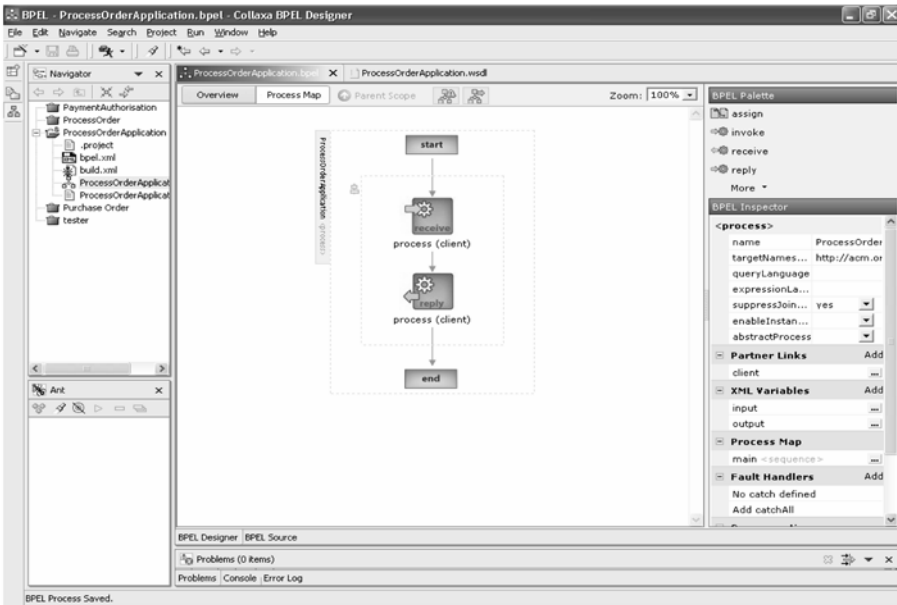 BPEL - ProcessOrderApplication.bpel - Collaxa BPEL Designer
File Edit Navigate Search Project Run Window Help
Navigator
PaymentAuthorisation
ProcessOrder
ProcessOrderApplication
.project
bpel.xml
build.xml
ProcessOrderApplicat
ProcessOrderApplicat
Purchase Order
tester
Ant
ProcessOrderApplication.bpel ProcessOrderApplication.wsdl
Overview Process Map Parent Scope Zoom: 100%
ProcessOrderApplication <process>
start
receive
process (client)
reply
process (client)
end
BPEL Designer BPEL Source
BPEL Palette
assign
invoke
receive
reply
More
BPEL Inspector
<process>
name ProcessOrder
targetNames... http://acm.or
queryLanguage
expressionLa...
suppressJoin... yes
enableInstan...
abstractProcess
Partner Links Add
client ...
XML Variables Add
input ...
output ...
Process Map
main <sequence> ...
Fault Handlers Add
No catch defined
Add catchAll
Problems (0 items)
Problems Console Error Log
BPEL Process Saved.